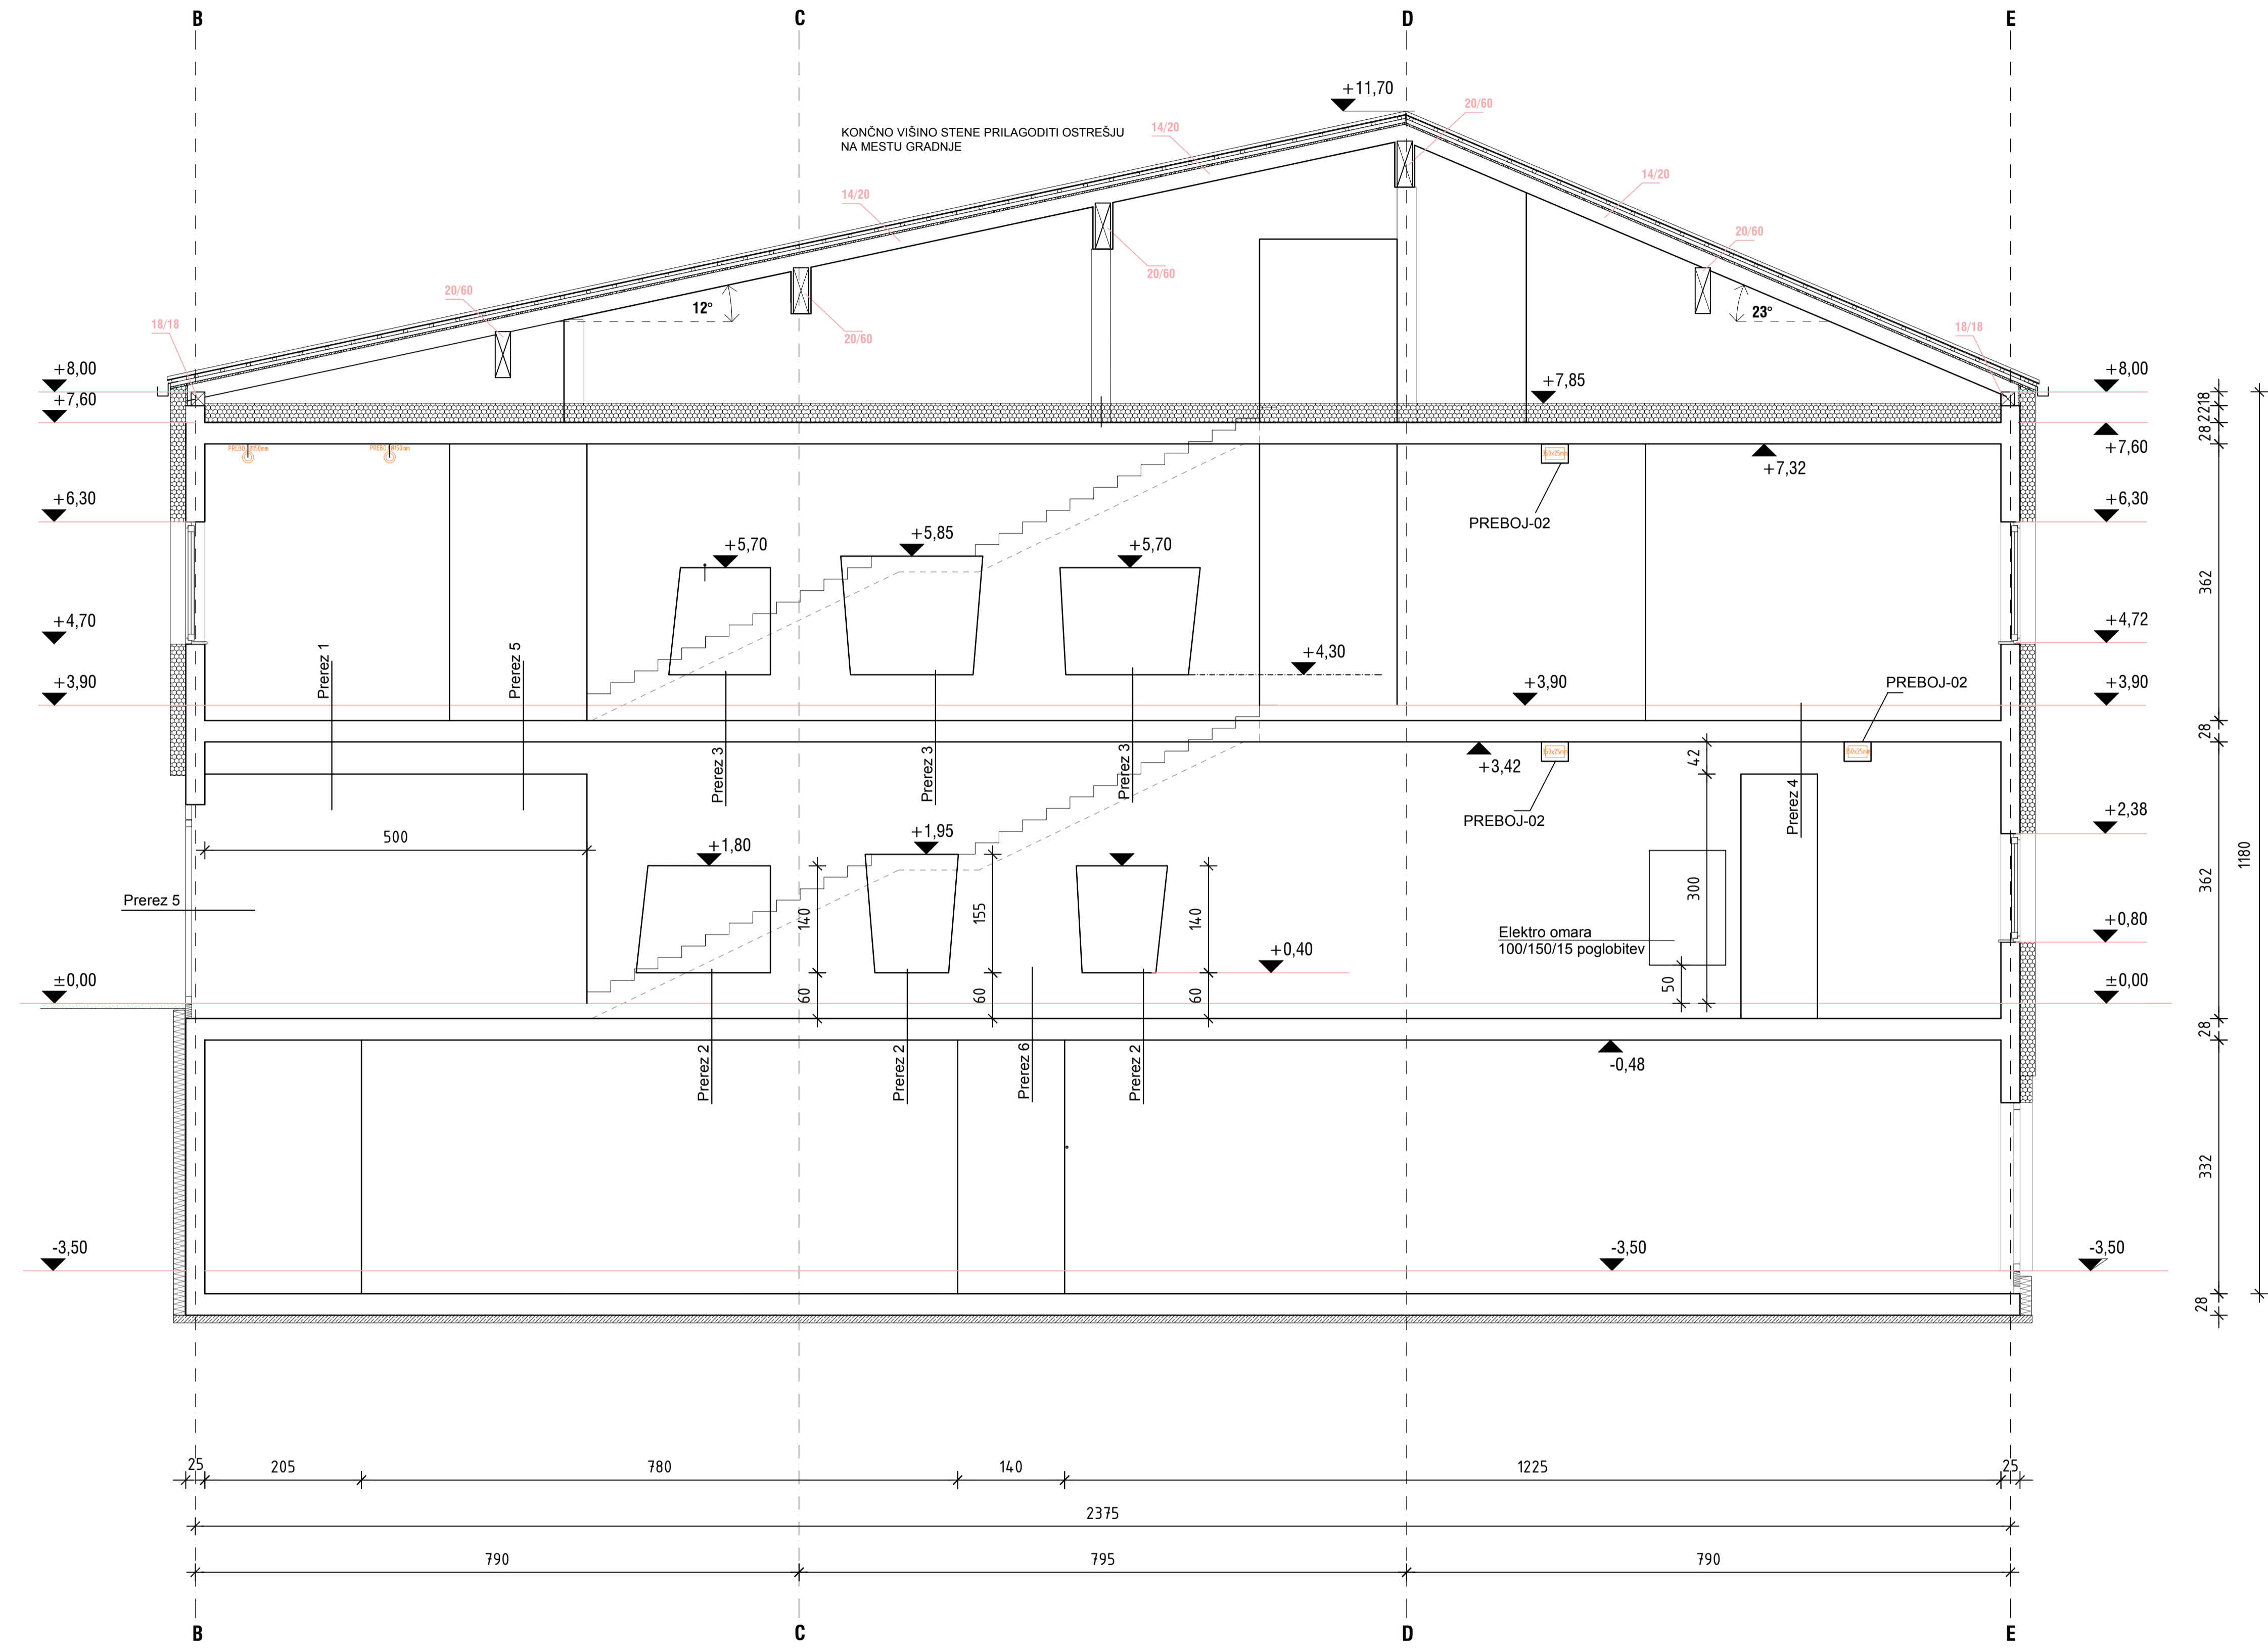 B
C
D
E
+11,70
20/60
KONČNO VIŠINO STENE PRILAGODITI OSTREŠJU
NA MESTU GRADNJE
14/20
14/20
14/20
20/60
20/60
20/60
12°
23°
18/18
20/60
18/18
+8,00
+7,85
+8,00
+7,60
+7,60
+7,32
PREBOJ-02
+6,30
+6,30
+5,70
+5,85
+5,70
+4,70
+4,72
+4,30
Prerez 1
Prerez 5
+3,90
+3,90
+3,90
PREBOJ-02
Prerez 3
Prerez 3
Prerez 3
+3,42
42
Prerez 4
PREBOJ-02
+2,38
500
+1,80
+1,95
140
155
140
300
Prerez 5
Elektro omara
100/150/15 poglobitev
+0,80
+0,40
±0,00
±0,00
60
60
60
50
Prerez 2
Prerez 2
Prerez 6
Prerez 2
-0,48
-3,50
-3,50
-3,50
18
22
28
362
28
362
28
332
28
1180
25
205
780
140
1225
25
2375
790
795
790
B
C
D
E